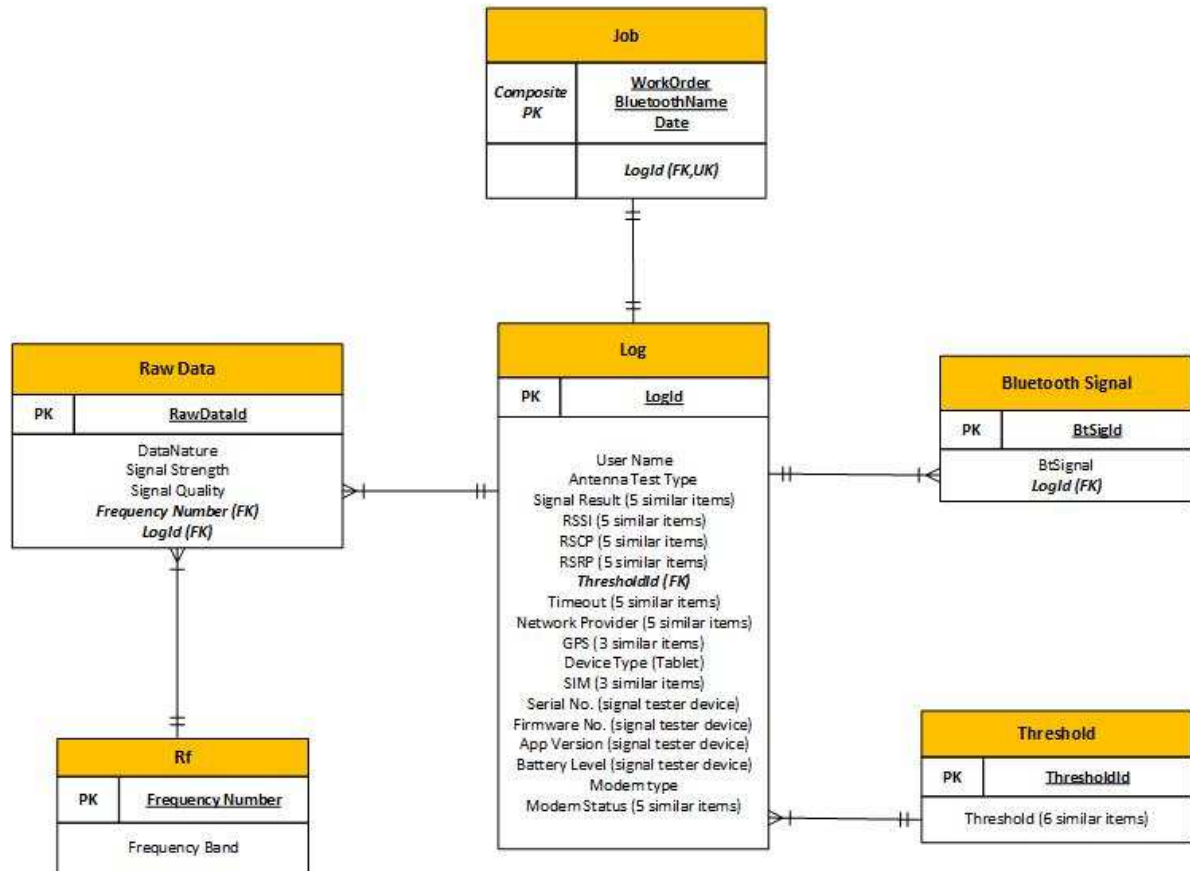 Job
Composite
PK
WorkOrder
BluetoothName
Date
LogId (FK,UK)
Raw Data
PK
RawDataId
DataNature
Signal Strength
Signal Quality
Frequency Number (FK)
LogId (FK)
Log
PK
LogId
User Name
Antenna Test Type
Signal Result (5 similar items)
RSSI (5 similar items)
RSCP (5 similar items)
RSRP (5 similar items)
ThresholdId (FK)
Timeout (5 similar items)
Network Provider (5 similar items)
GPS (3 similar items)
Device Type (Tablet)
SIM (3 similar items)
Serial No. (signal tester device)
Firmware No. (signal tester device)
App Version (signal tester device)
Battery Level (signal tester device)
Modem type
Modem Status (5 similar items)
Bluetooth Signal
PK
BtSigId
BtSignal
LogId (FK)
Rf
PK
Frequency Number
Frequency Band
Threshold
PK
ThresholdId
Threshold (6 similar items)